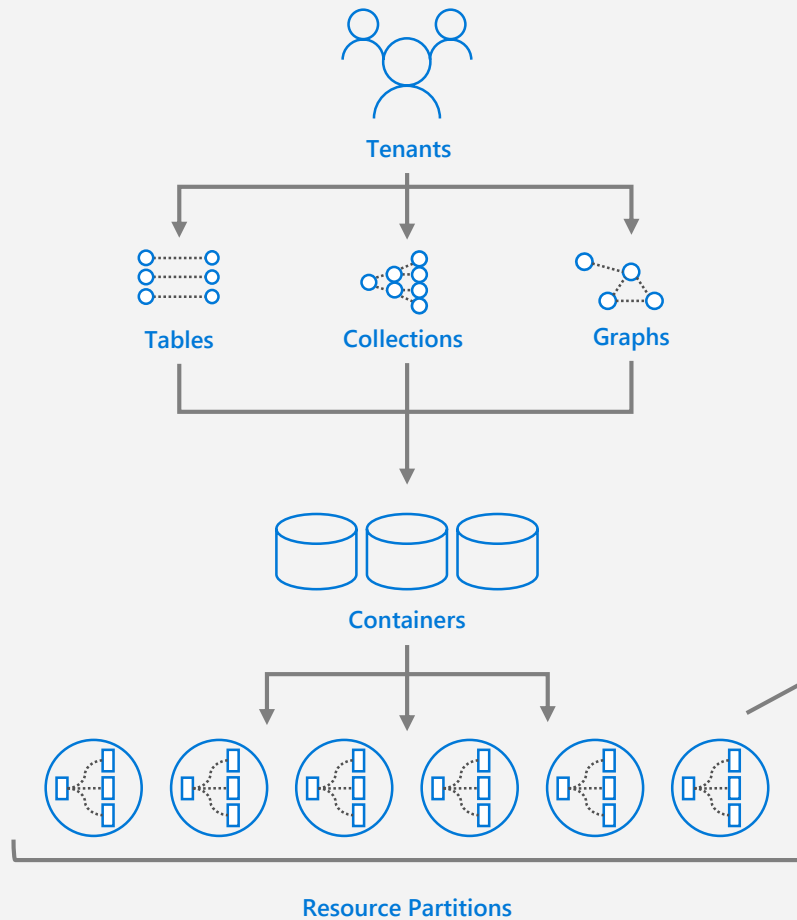 Tenants
Tables
Collections
Graphs
Containers
Resource Partitions